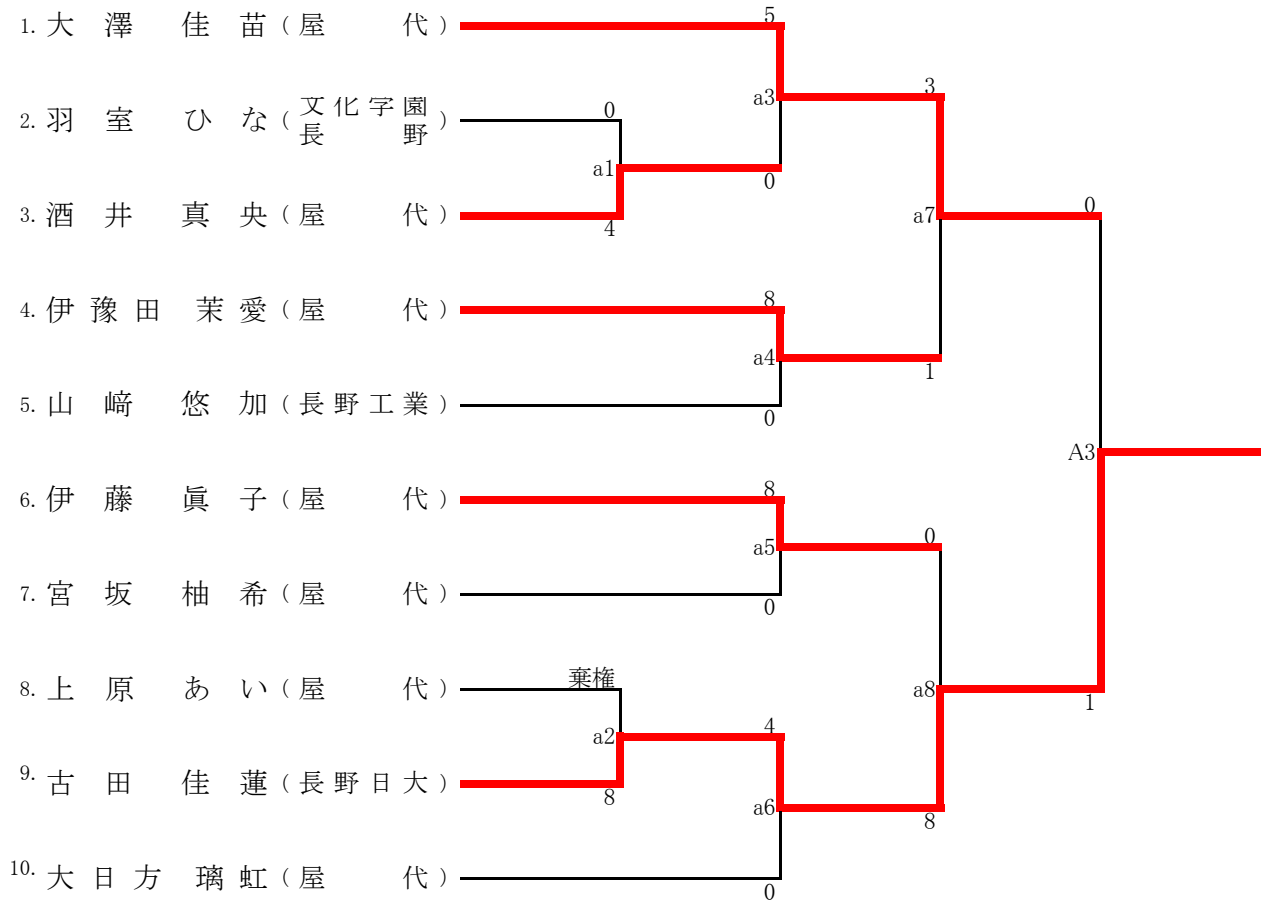 1. 大澤 佳苗 (屋代)
5
a3
3
2. 羽室 ひな (文化学園長野)
0
a1
0
3. 酒井 真央 (屋代)
4
a7
0
4. 伊豫田 茉愛 (屋代)
8
a4
1
5. 山﨑 悠加 (長野工業)
0
A3
6. 伊藤 眞子 (屋代)
8
a5
0
7. 宮坂 柚希 (屋代)
0
8. 上原 あい (屋代)
棄権
a8
1
a2
4
9. 古田 佳蓮 (長野日大)
8
a6
8
10. 大日方 璃虹 (屋代)
0